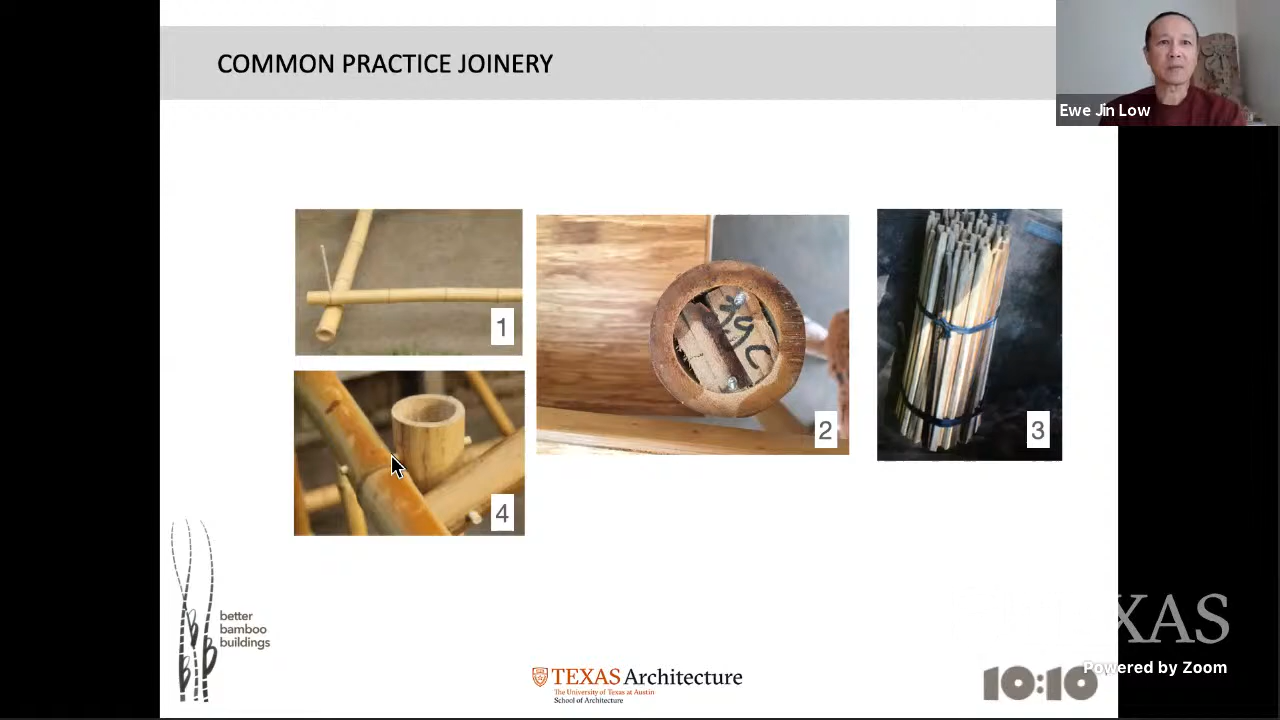 COMMON PRACTICE JOINERY
Ewe Jin Low
1
2
3
4
better
bamboo
buildings
TEXAS Architecture
The University of Texas at Austin
School of Architecture
10:10
XAS
Powered by Zoom